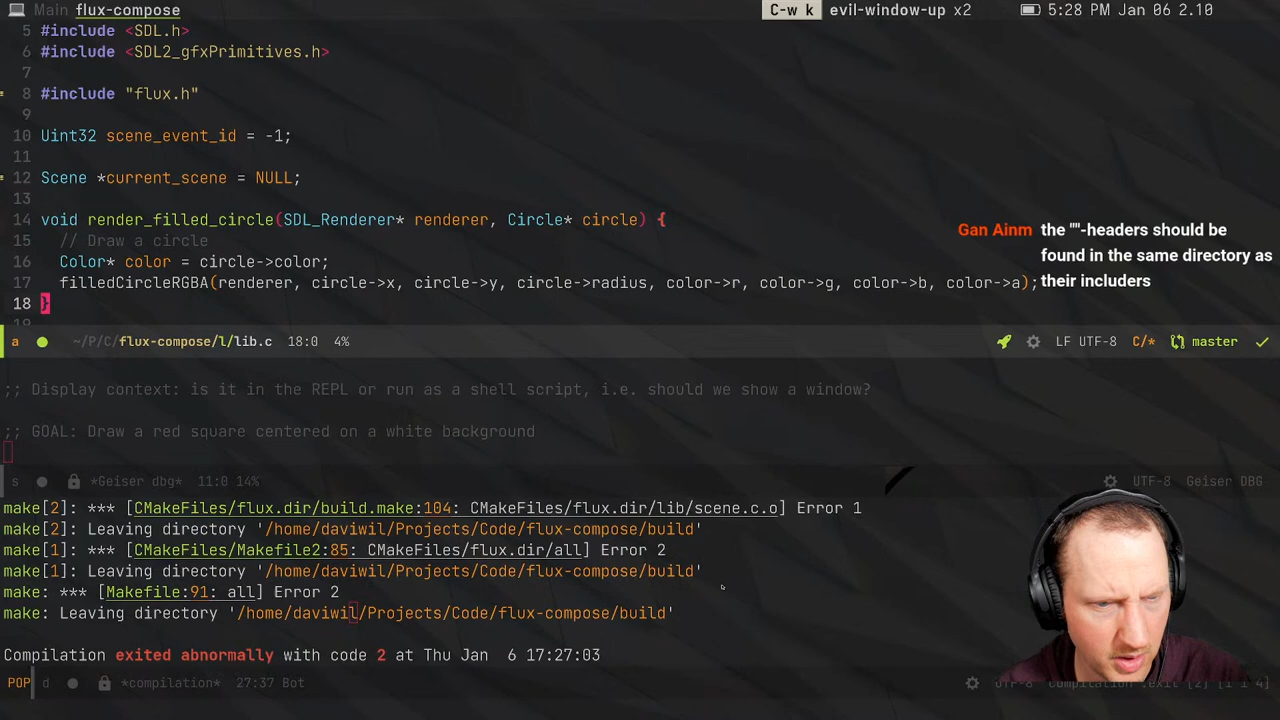 Main flux-compose C-w k evil-window-up x2 5:28 PM Jan 06 2.10
5 #include <SDL.h>
6 #include <SDL2_gfxPrimitives.h>
7
8 #include "flux.h"
9
10 Uint32 scene_event_id = -1;
11
12 Scene *current_scene = NULL;
13
14 void render_filled_circle(SDL_Renderer* renderer, Circle* circle) {
15 // Draw a circle
16 Color* color = circle->color;
17 filledCircleRGBA(renderer, circle->x, circle->y, circle->radius, color->r, color->g, color->b, color->a);
18 }
19
Gan Ainm the ""-headers should be
found in the same directory as
their includers
a ~/P/C/flux-compose/l/lib.c 18:0 4% LF UTF-8 C/* master
;; Display context: is it in the REPL or run as a shell script, i.e. should we show a window?
;; GOAL: Draw a red square centered on a white background
s *Geiser dbg* 11:0 14% UTF-8 Geiser DBG
make[2]: *** [CMakeFiles/flux.dir/build.make:104: CMakeFiles/flux.dir/lib/scene.c.o] Error 1
make[2]: Leaving directory '/home/daviwil/Projects/Code/flux-compose/build'
make[1]: *** [CMakeFiles/Makefile2:85: CMakeFiles/flux.dir/all] Error 2
make[1]: Leaving directory '/home/daviwil/Projects/Code/flux-compose/build'
make: *** [Makefile:91: all] Error 2
make: Leaving directory '/home/daviwil/Projects/Code/flux-compose/build'
Compilation exited abnormally with code 2 at Thu Jan  6 17:27:03
POP d *compilation* 27:37 Bot UTF-8 compilation :exit [2] [1 1 4]